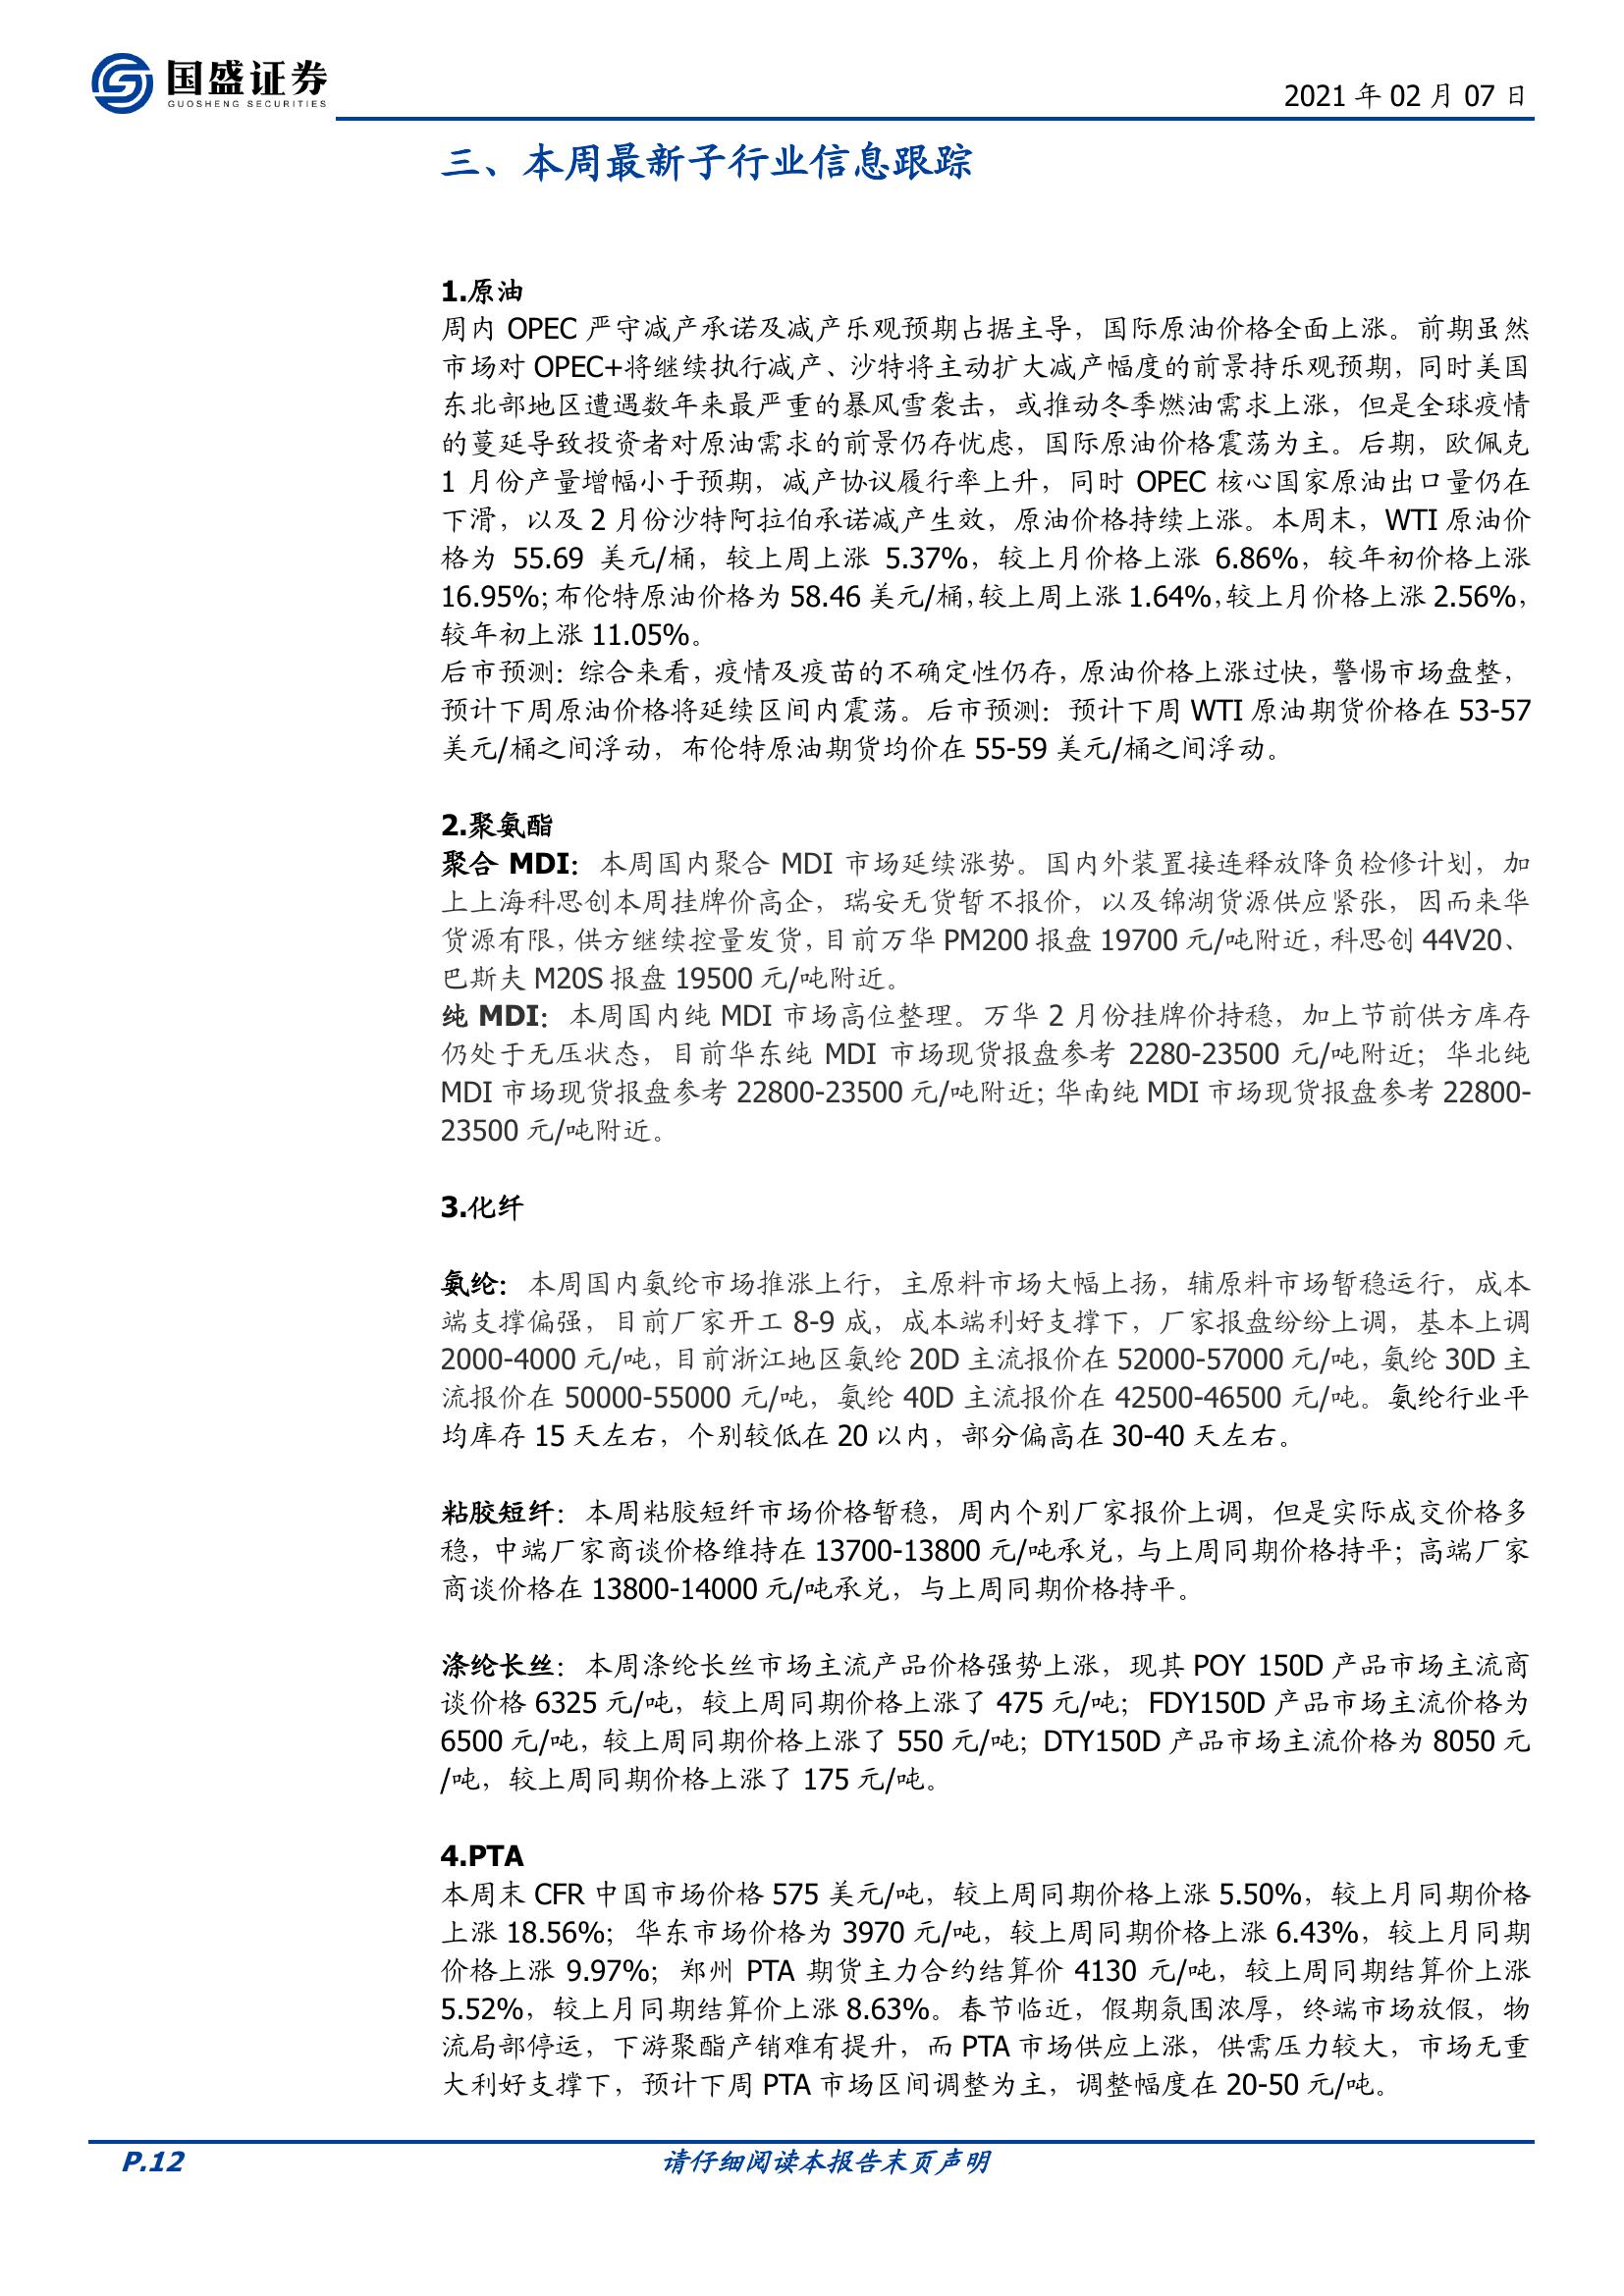 国盛证券
GUOSHENG SECURITIES
2021 年 02 月 07 日
三、本周最新子行业信息跟踪
1.原油
周内 OPEC 严守减产承诺及减产乐观预期占据主导，国际原油价格全面上涨。前期虽然
市场对 OPEC+将继续执行减产、沙特将主动扩大减产幅度的前景持乐观预期，同时美国
东北部地区遭遇数年来最严重的暴风雪袭击，或推动冬季燃油需求上涨，但是全球疫情
的蔓延导致投资者对原油需求的前景仍存忧虑，国际原油价格震荡为主。后期，欧佩克
1 月份产量增幅小于预期，减产协议履行率上升，同时 OPEC 核心国家原油出口量仍在
下滑，以及 2 月份沙特阿拉伯承诺减产生效，原油价格持续上涨。本周末，WTI 原油价
格为 55.69 美元/桶，较上周上涨 5.37%，较上月价格上涨 6.86%，较年初价格上涨
16.95%；布伦特原油价格为 58.46 美元/桶，较上周上涨 1.64%，较上月价格上涨 2.56%，
较年初上涨 11.05%。
后市预测：综合来看，疫情及疫苗的不确定性仍存，原油价格上涨过快，警惕市场盘整，
预计下周原油价格将延续区间内震荡。后市预测：预计下周 WTI 原油期货价格在 53-57
美元/桶之间浮动，布伦特原油期货均价在 55-59 美元/桶之间浮动。
2.聚氨酯
聚合 MDI：本周国内聚合 MDI 市场延续涨势。国内外装置接连释放降负检修计划，加
上上海科思创本周挂牌价高企，瑞安无货暂不报价，以及锦湖货源供应紧张，因而来华
货源有限，供方继续控量发货，目前万华 PM200 报盘 19700 元/吨附近，科思创 44V20、
巴斯夫 M20S 报盘 19500 元/吨附近。
纯 MDI：本周国内纯 MDI 市场高位整理。万华 2 月份挂牌价持稳，加上节前供方库存
仍处于无压状态，目前华东纯 MDI 市场现货报盘参考 2280-23500 元/吨附近；华北纯
MDI 市场现货报盘参考 22800-23500 元/吨附近；华南纯 MDI 市场现货报盘参考 22800-
23500 元/吨附近。
3.化纤
氨纶：本周国内氨纶市场推涨上行，主原料市场大幅上扬，辅原料市场暂稳运行，成本
端支撑偏强，目前厂家开工 8-9 成，成本端利好支撑下，厂家报盘纷纷上调，基本上调
2000-4000 元/吨，目前浙江地区氨纶 20D 主流报价在 52000-57000 元/吨，氨纶 30D 主
流报价在 50000-55000 元/吨，氨纶 40D 主流报价在 42500-46500 元/吨。氨纶行业平
均库存 15 天左右，个别较低在 20 以内，部分偏高在 30-40 天左右。
粘胶短纤：本周粘胶短纤市场价格暂稳，周内个别厂家报价上调，但是实际成交价格多
稳，中端厂家商谈价格维持在 13700-13800 元/吨承兑，与上周同期价格持平；高端厂家
商谈价格在 13800-14000 元/吨承兑，与上周同期价格持平。
涤纶长丝：本周涤纶长丝市场主流产品价格强势上涨，现其 POY 150D 产品市场主流商
谈价格 6325 元/吨，较上周同期价格上涨了 475 元/吨；FDY150D 产品市场主流价格为
6500 元/吨，较上周同期价格上涨了 550 元/吨；DTY150D 产品市场主流价格为 8050 元
/吨，较上周同期价格上涨了 175 元/吨。
4.PTA
本周末 CFR 中国市场价格 575 美元/吨，较上周同期价格上涨 5.50%，较上月同期价格
上涨 18.56%；华东市场价格为 3970 元/吨，较上周同期价格上涨 6.43%，较上月同期
价格上涨 9.97%；郑州 PTA 期货主力合约结算价 4130 元/吨，较上周同期结算价上涨
5.52%，较上月同期结算价上涨 8.63%。春节临近，假期氛围浓厚，终端市场放假，物
流局部停运，下游聚酯产销难有提升，而 PTA 市场供应上涨，供需压力较大，市场无重
大利好支撑下，预计下周 PTA 市场区间调整为主，调整幅度在 20-50 元/吨。
P.12
请仔细阅读本报告末页声明